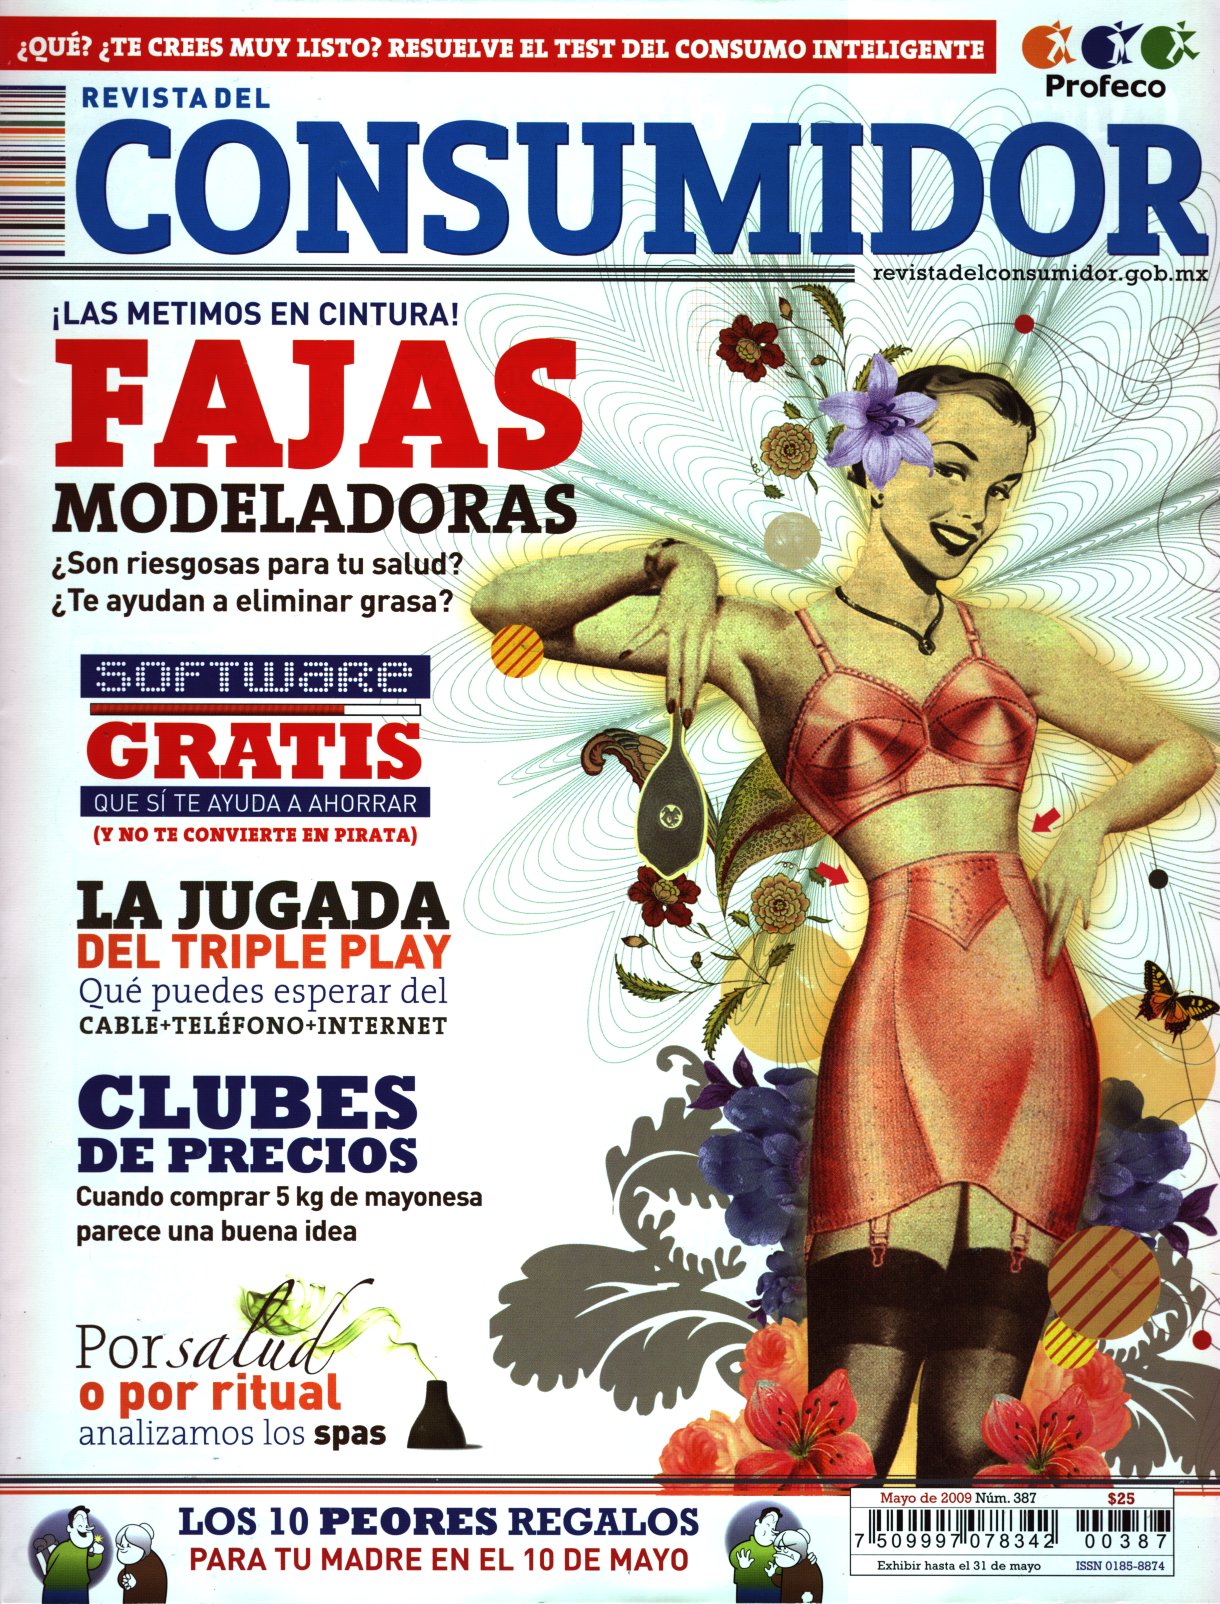 ¿QUÉ? ¿TE CREES MUY LISTO? RESUELVE EL TEST DEL CONSUMO INTELIGENTE
Profeco
REVISTA DEL
CONSUMIDOR
revistadelconsumidor.gob.mx
¡LAS METIMOS EN CINTURA!
FAJAS
MODELADORAS
¿Son riesgosas para tu salud?
¿Te ayudan a eliminar grasa?
SOFTWARE
GRATIS
QUE SÍ TE AYUDA A AHORRAR
(Y NO TE CONVIERTE EN PIRATA)
LA JUGADA
DEL TRIPLE PLAY
Qué puedes esperar del
CABLE+TELÉFONO+INTERNET
CLUBES
DE PRECIOS
Cuando comprar 5 kg de mayonesa
parece una buena idea
Por salud
o por ritual
analizamos los spas
LOS 10 PEORES REGALOS
PARA TU MADRE EN EL 10 DE MAYO
Mayo de 2009 Núm. 387
$25
7 509997 078342
00387
Exhibir hasta el 31 de mayo
ISSN 0185-8874